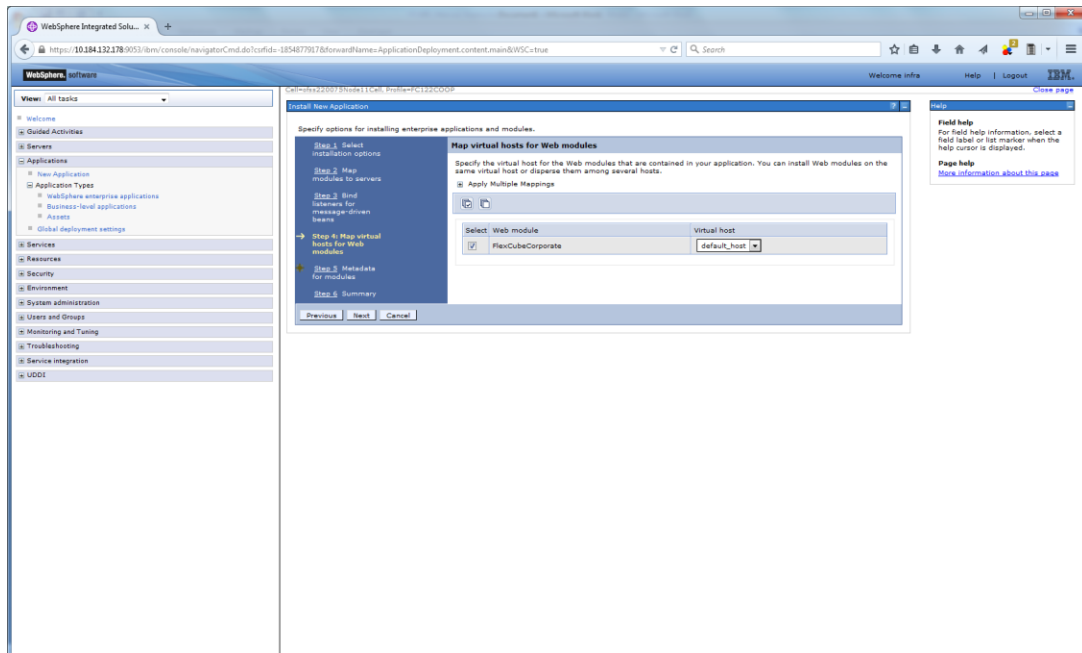 WebSphere Integrated Solu... × +
https://10.184.132.178:9053/ibm/console/navigatorCmd.do?csrfid=-1854877917&forwardName=ApplicationDeployment.content.main&WSC=true
Search
2
WebSphere. software
Welcome infra
Help | Logout
IBM.
View: All tasks
Welcome
Guided Activities
Servers
Applications
New Application
Application Types
WebSphere enterprise applications
Business-level applications
Assets
Global deployment settings
Services
Resources
Security
Environment
System administration
Users and Groups
Monitoring and Tuning
Troubleshooting
Service integration
UDDI
Close page
Install New Application ? –
Specify options for installing enterprise applications and modules.
Step 1 Select
installation options
Step 2 Map
modules to servers
Step 3 Bind
listeners for
message-driven
beans
Step 4: Map virtual
hosts for Web
modules
Step 5 Metadata
for modules
Step 6 Summary
Map virtual hosts for Web modules
Specify the virtual host for the Web modules that are contained in your application. You can install Web modules on the
same virtual host or disperse them among several hosts.
Apply Multiple Mappings
Select Web module Virtual host
FlexCubeCorporate default_host
Previous Next Cancel
Help
Field help
For field help information, select a
field label or list marker when the
help cursor is displayed.
Page help
More information about this page